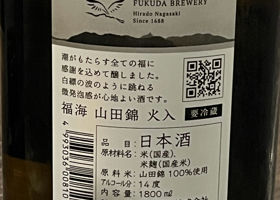 FUKUDA BREWERY
Hirado Nagasaki
Since 1688
潮がもたらす全ての福に
感謝を込めて醸しました。
白標の波のように跳ねる
微発泡感が心地よい酒です。
福海 山田錦 火入 要冷蔵
品目:日本酒
原材料名:米(国産)、
米麹(国産米)
原料米:山田錦100%使用
アルコール分:14度
内容量:1800ml
4993036700810